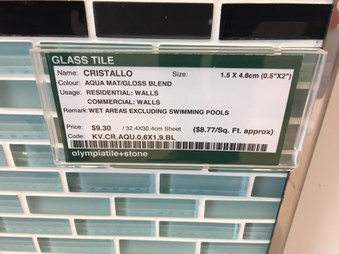 GLASS TILE
Name: CRISTALLO Size: 1.5 X 4.8cm (0.5"X2")
Colour: AQUA MAT/GLOSS BLEND
Usage: RESIDENTIAL: WALLS
COMMERCIAL: WALLS
Remark: WET AREAS EXCLUDING SWIMMING POOLS
Price: $9.30 / 32.4X30.4cm Sheet ($8.77/Sq. Ft. approx)
Code: KV.CR.AQU.0.6X1.9.BL
olympiatile+stone